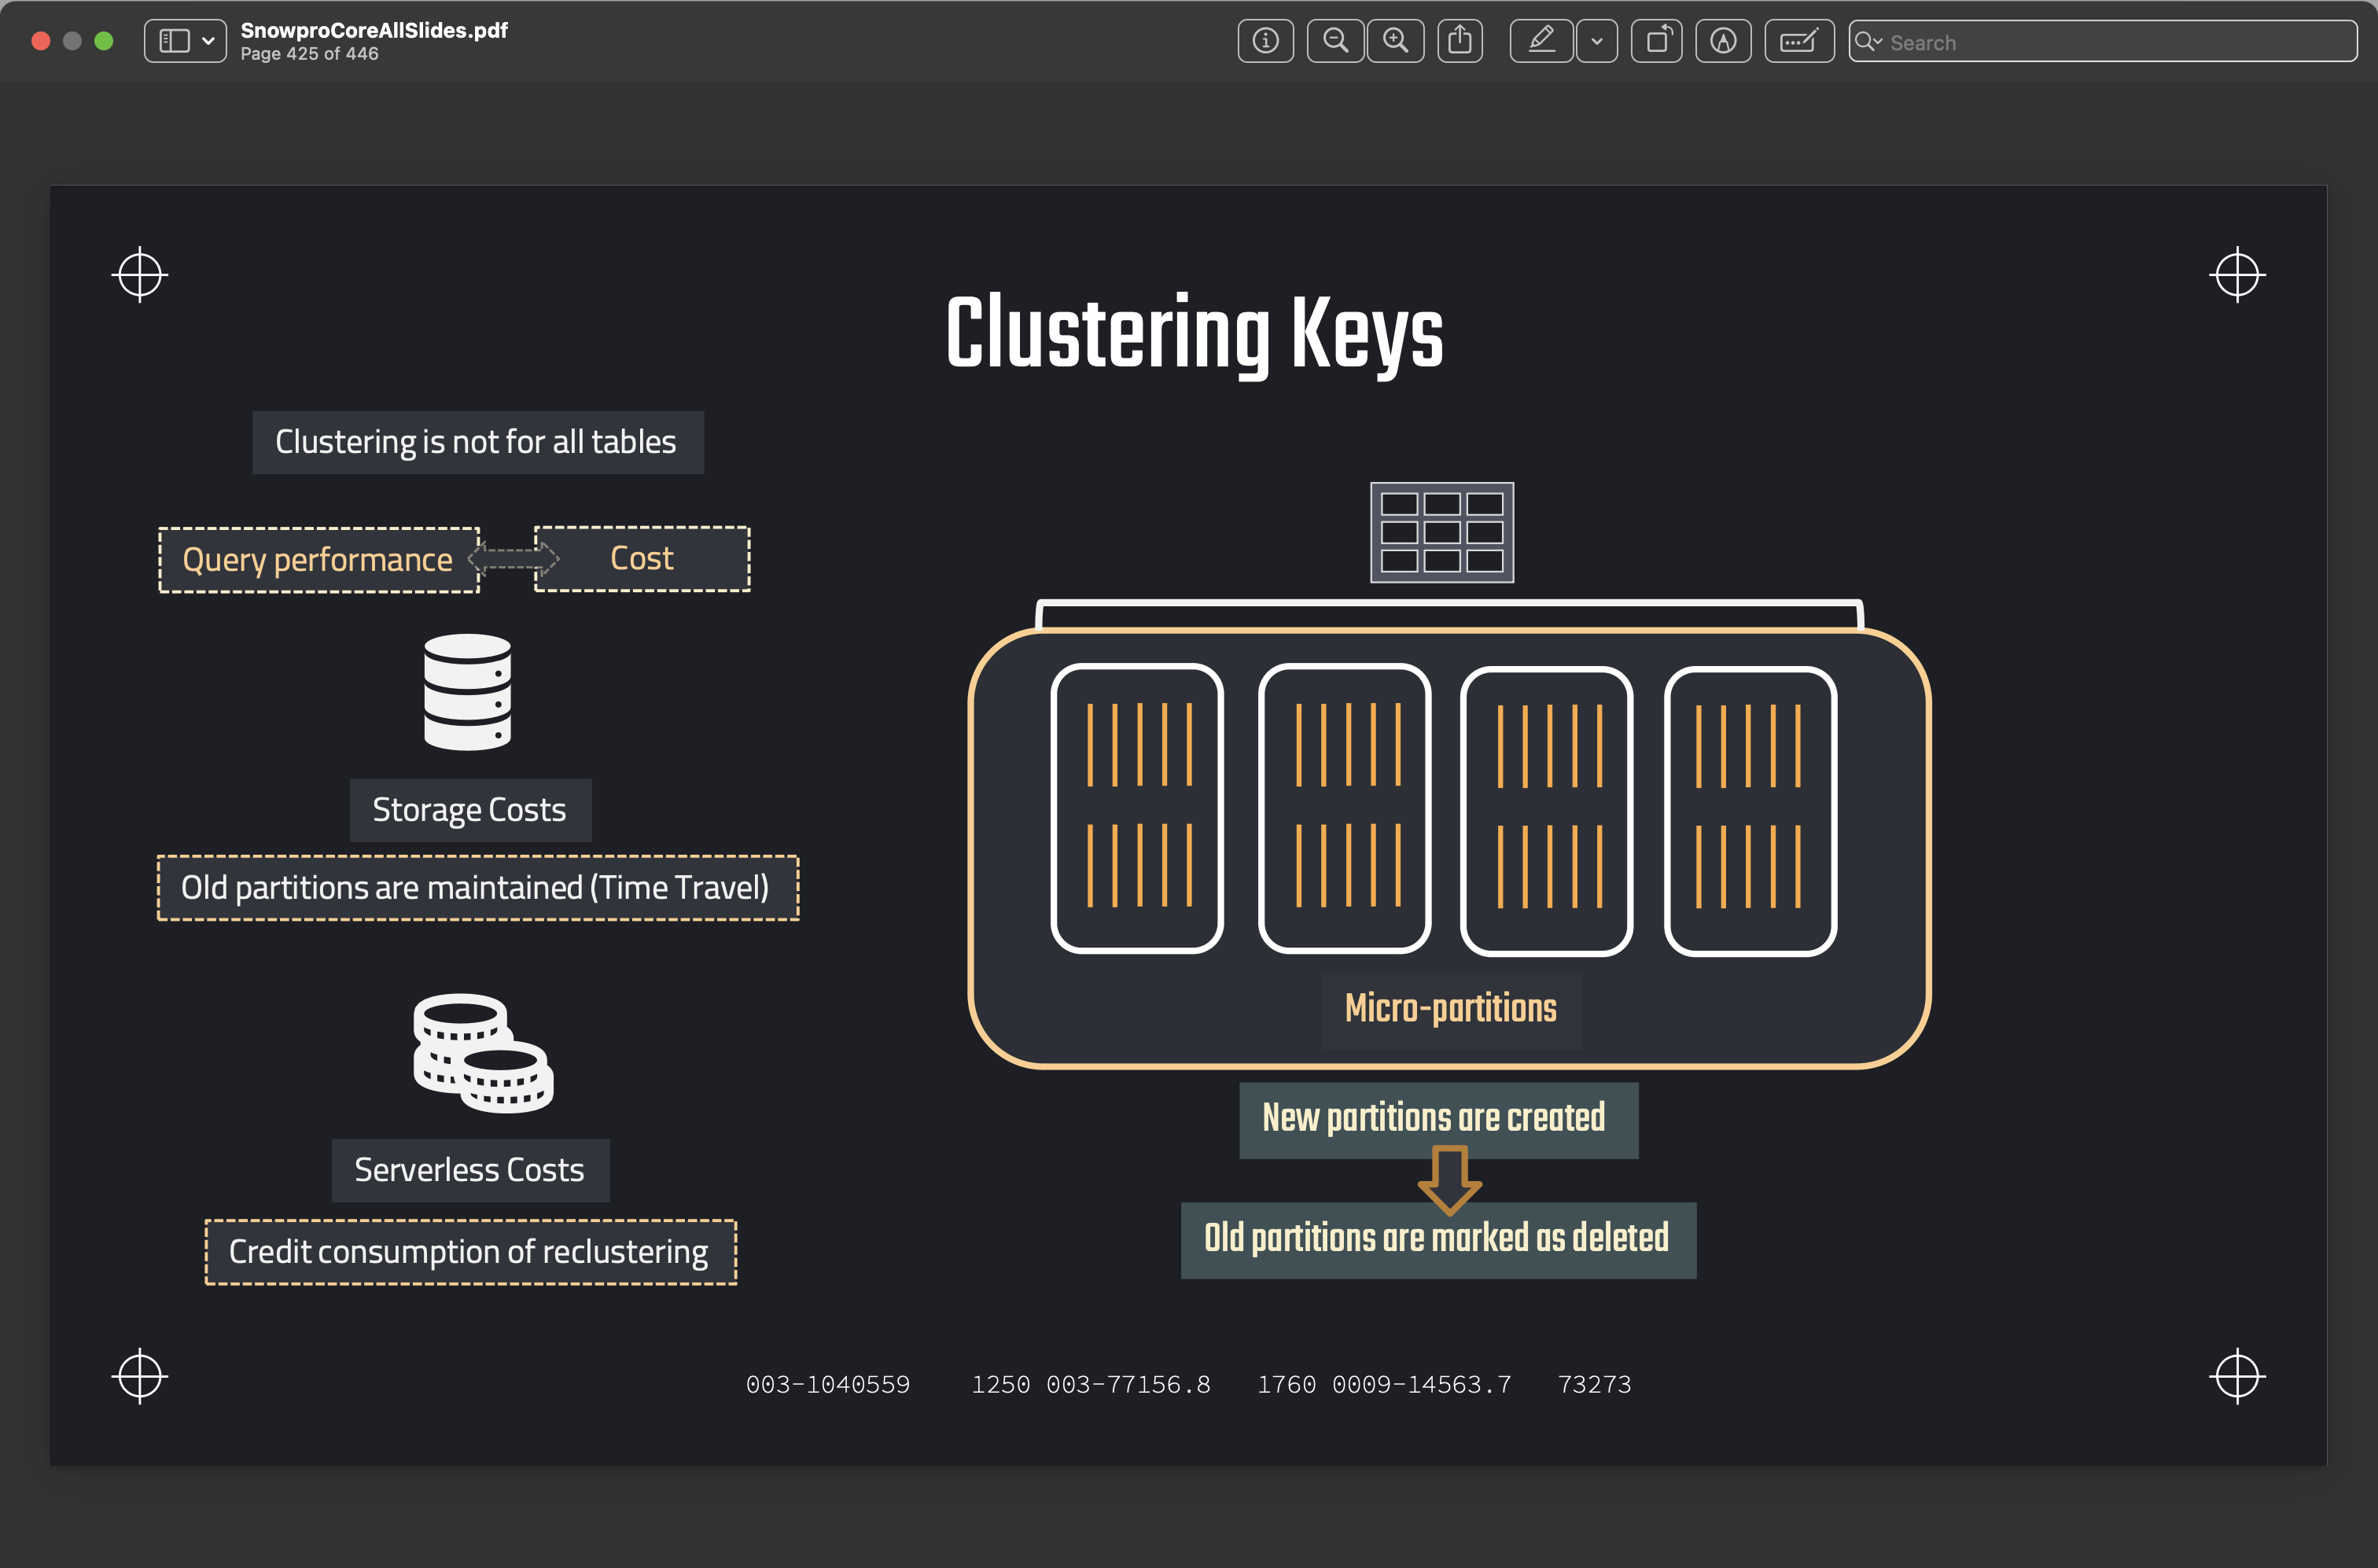 SnowproCoreAllSlides.pdf
Page 425 of 446
Search
Clustering Keys
Clustering is not for all tables
Query performance
Cost
Storage Costs
Old partitions are maintained (Time Travel)
Serverless Costs
Credit consumption of reclustering
Micro-partitions
New partitions are created
Old partitions are marked as deleted
003-1040559 1250 003-77156.8 1760 0009-14563.7 73273